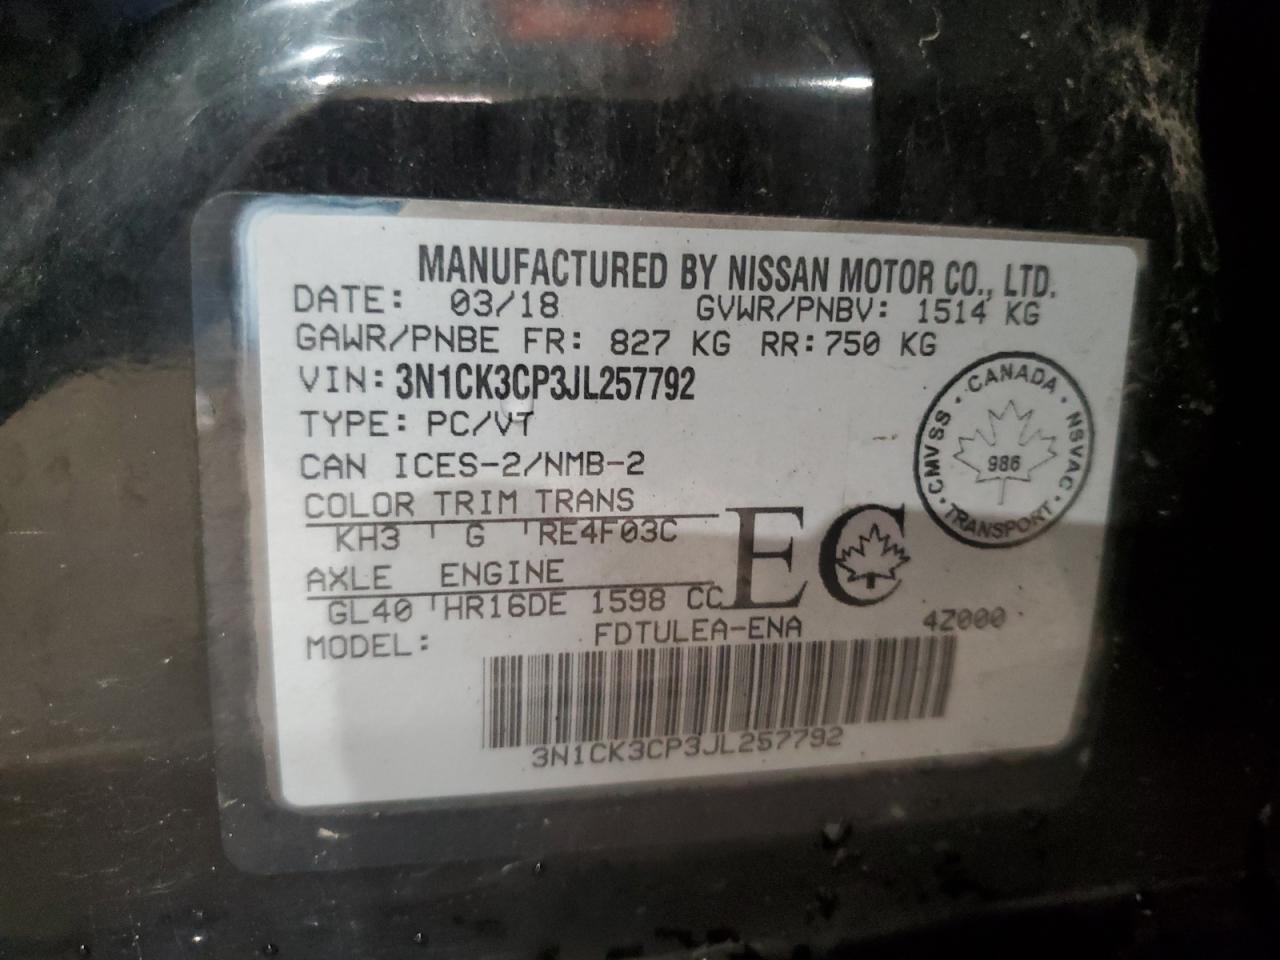 MANUFACTURED BY NISSAN MOTOR CO., LTD.
DATE: 03/18 GVWR/PNBV: 1514 KG
GAWR/PNBE FR: 827 KG RR:750 KG
VIN: 3N1CK3CP3JL257792
TYPE: PC/VT
CAN ICES-2/NMB-2
CANADA · NSVAC · TRANSPORT · CMVSS ·
986
COLOR TRIM TRANS
KH3 G RE4F03C
EC
AXLE ENGINE
GL40 HR16DE 1598 CC
MODEL: FDTULEA-ENA 4Z000
3N1CK3CP3JL257792